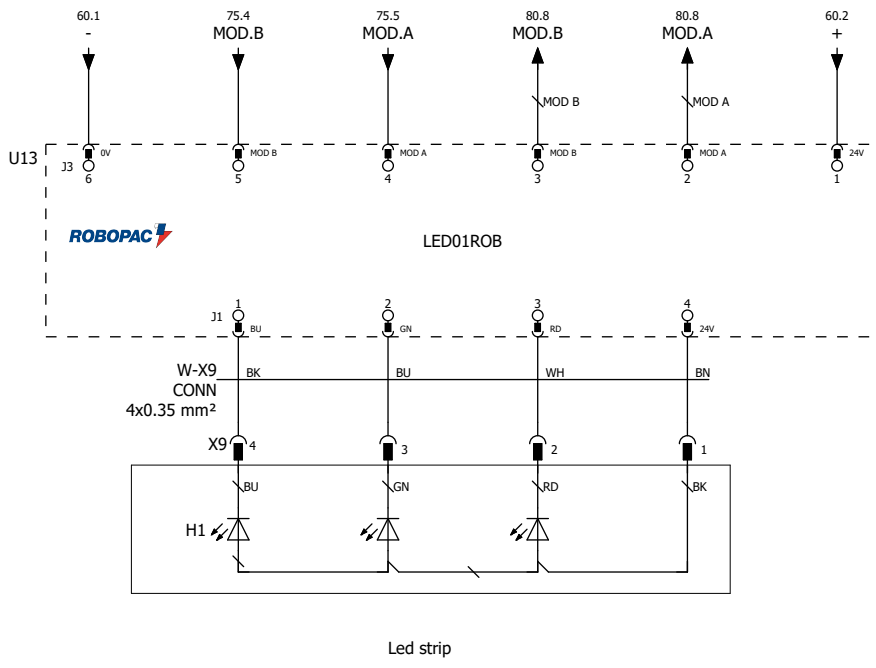 60.1 75.4 75.5 80.8 80.8 60.2
- MOD.B MOD.A MOD.B MOD.A +
MOD B MOD A
U13 0V MOD B MOD A MOD B MOD A 24V
J3
6 5 4 3 2 1
ROBOPAC LED01ROB
1 2 3 4
J1 BU GN RD 24V
W-X9 BK BU WH BN
CONN
4x0.35 mm²
X9 4 3 2 1
BU GN RD BK
H1
Led strip